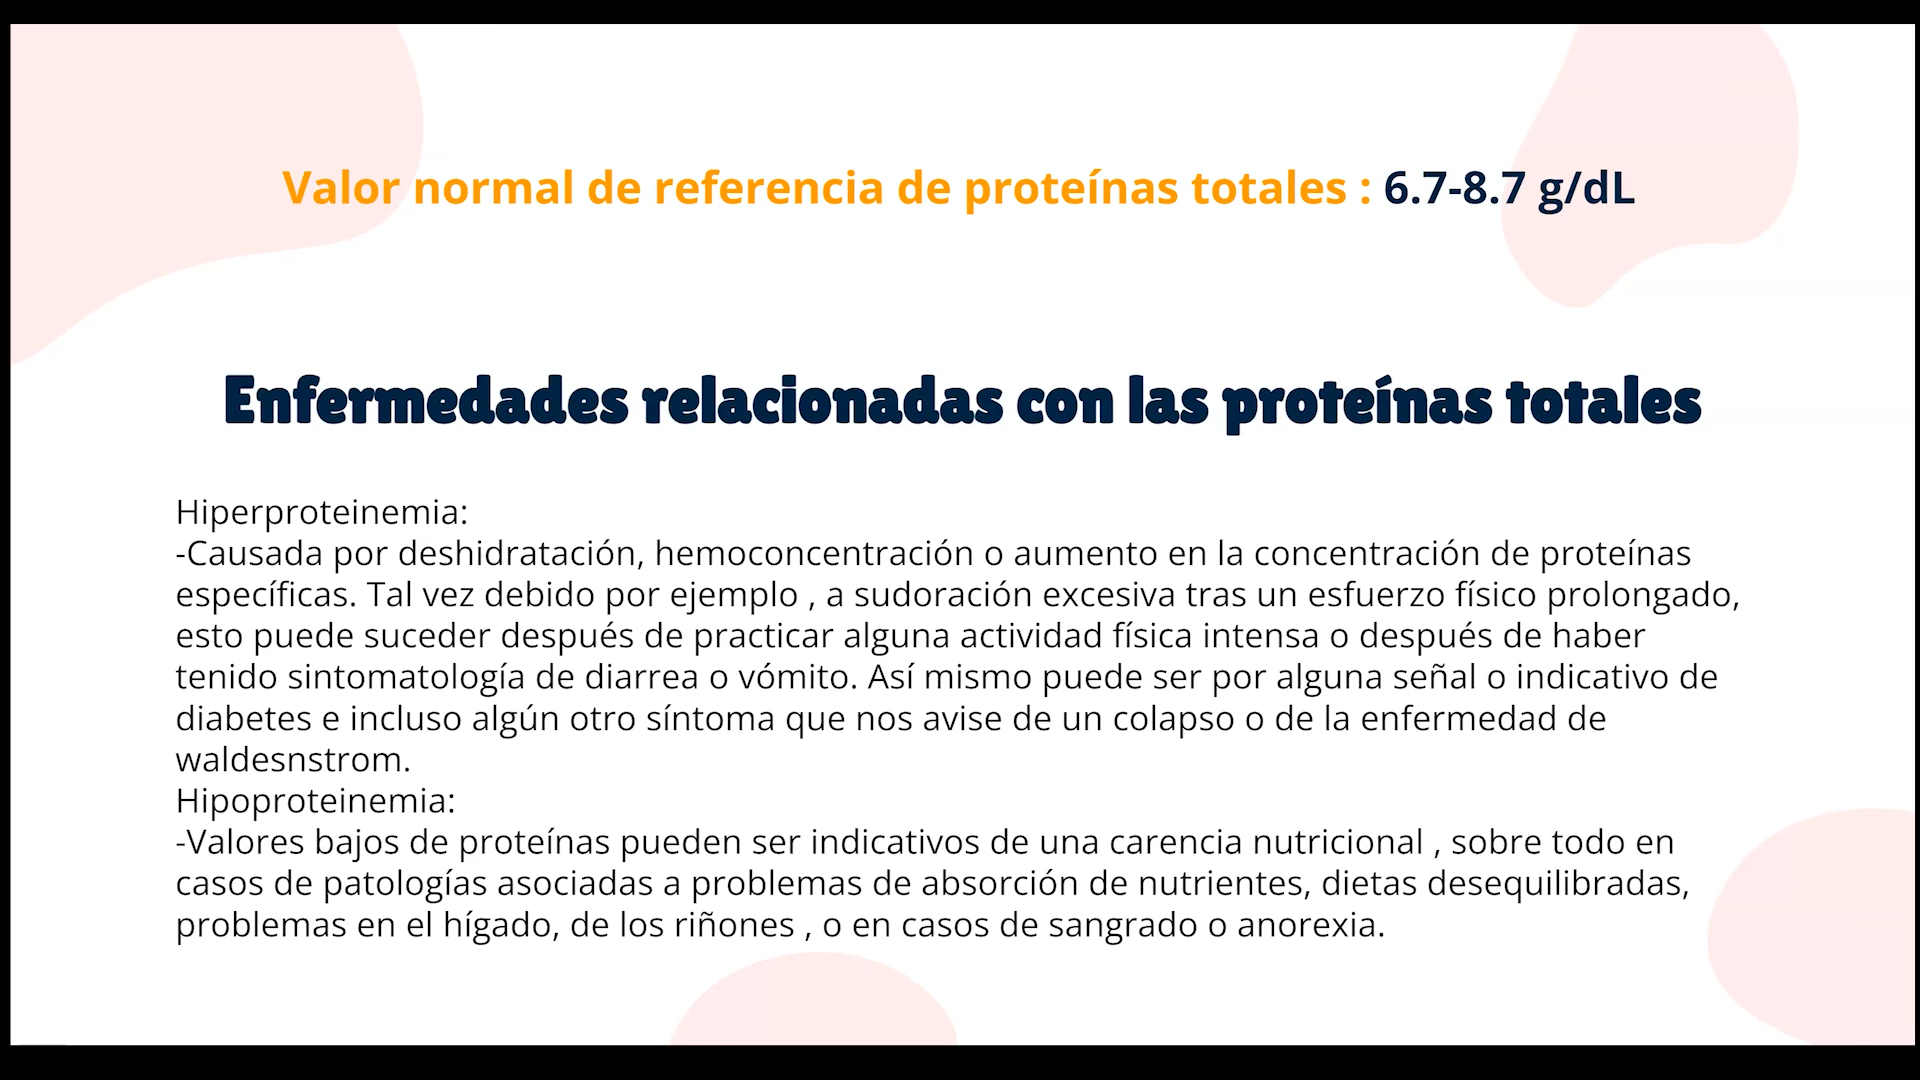 Valor normal de referencia de proteínas totales : 6.7-8.7 g/dL
Enfermedades relacionadas con las proteínas totales
Hiperproteinemia:
-Causada por deshidratación, hemoconcentración o aumento en la concentración de proteínas
específicas. Tal vez debido por ejemplo , a sudoración excesiva tras un esfuerzo físico prolongado,
esto puede suceder después de practicar alguna actividad física intensa o después de haber
tenido sintomatología de diarrea o vómito. Así mismo puede ser por alguna señal o indicativo de
diabetes e incluso algún otro síntoma que nos avise de un colapso o de la enfermedad de
waldesnstrom.
Hipoproteinemia:
-Valores bajos de proteínas pueden ser indicativos de una carencia nutricional , sobre todo en
casos de patologías asociadas a problemas de absorción de nutrientes, dietas desequilibradas,
problemas en el hígado, de los riñones , o en casos de sangrado o anorexia.